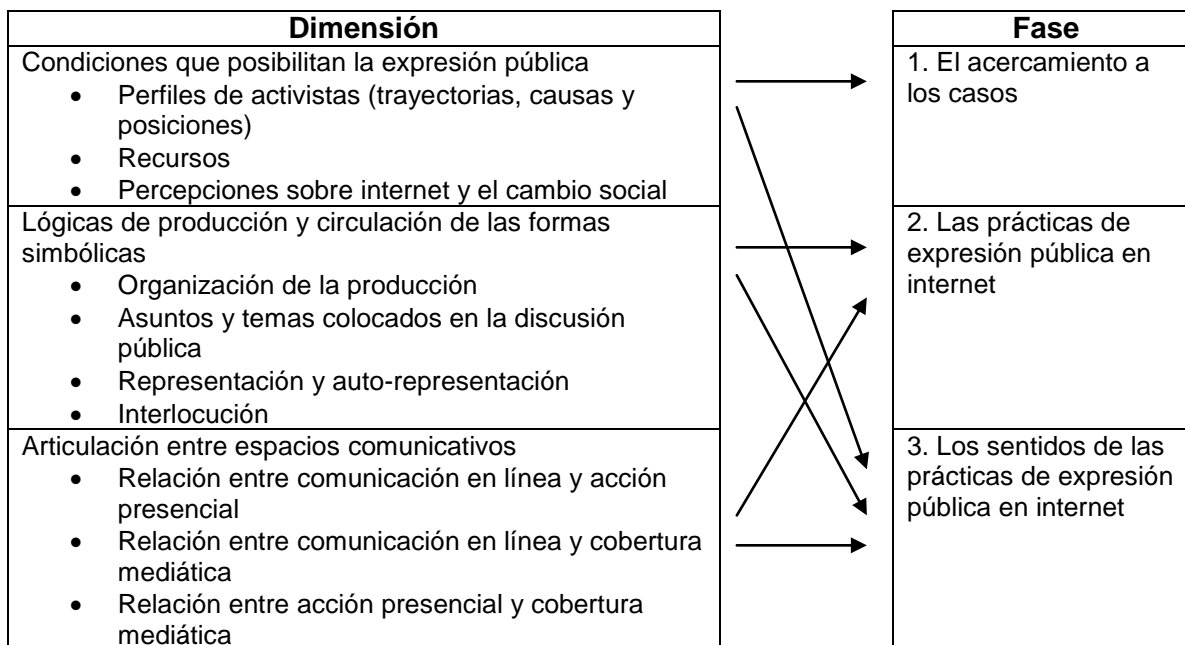 Dimensión
Condiciones que posibilitan la expresión pública
• Perfiles de activistas (trayectorias, causas y
posiciones)
• Recursos
• Percepciones sobre internet y el cambio social
Lógicas de producción y circulación de las formas
simbólicas
• Organización de la producción
• Asuntos y temas colocados en la discusión
pública
• Representación y auto-representación
• Interlocución
Articulación entre espacios comunicativos
• Relación entre comunicación en línea y acción
presencial
• Relación entre comunicación en línea y cobertura
mediática
• Relación entre acción presencial y cobertura
mediática
Fase
1. El acercamiento a
los casos
2. Las prácticas de
expresión pública en
internet
3. Los sentidos de las
prácticas de expresión
pública en internet